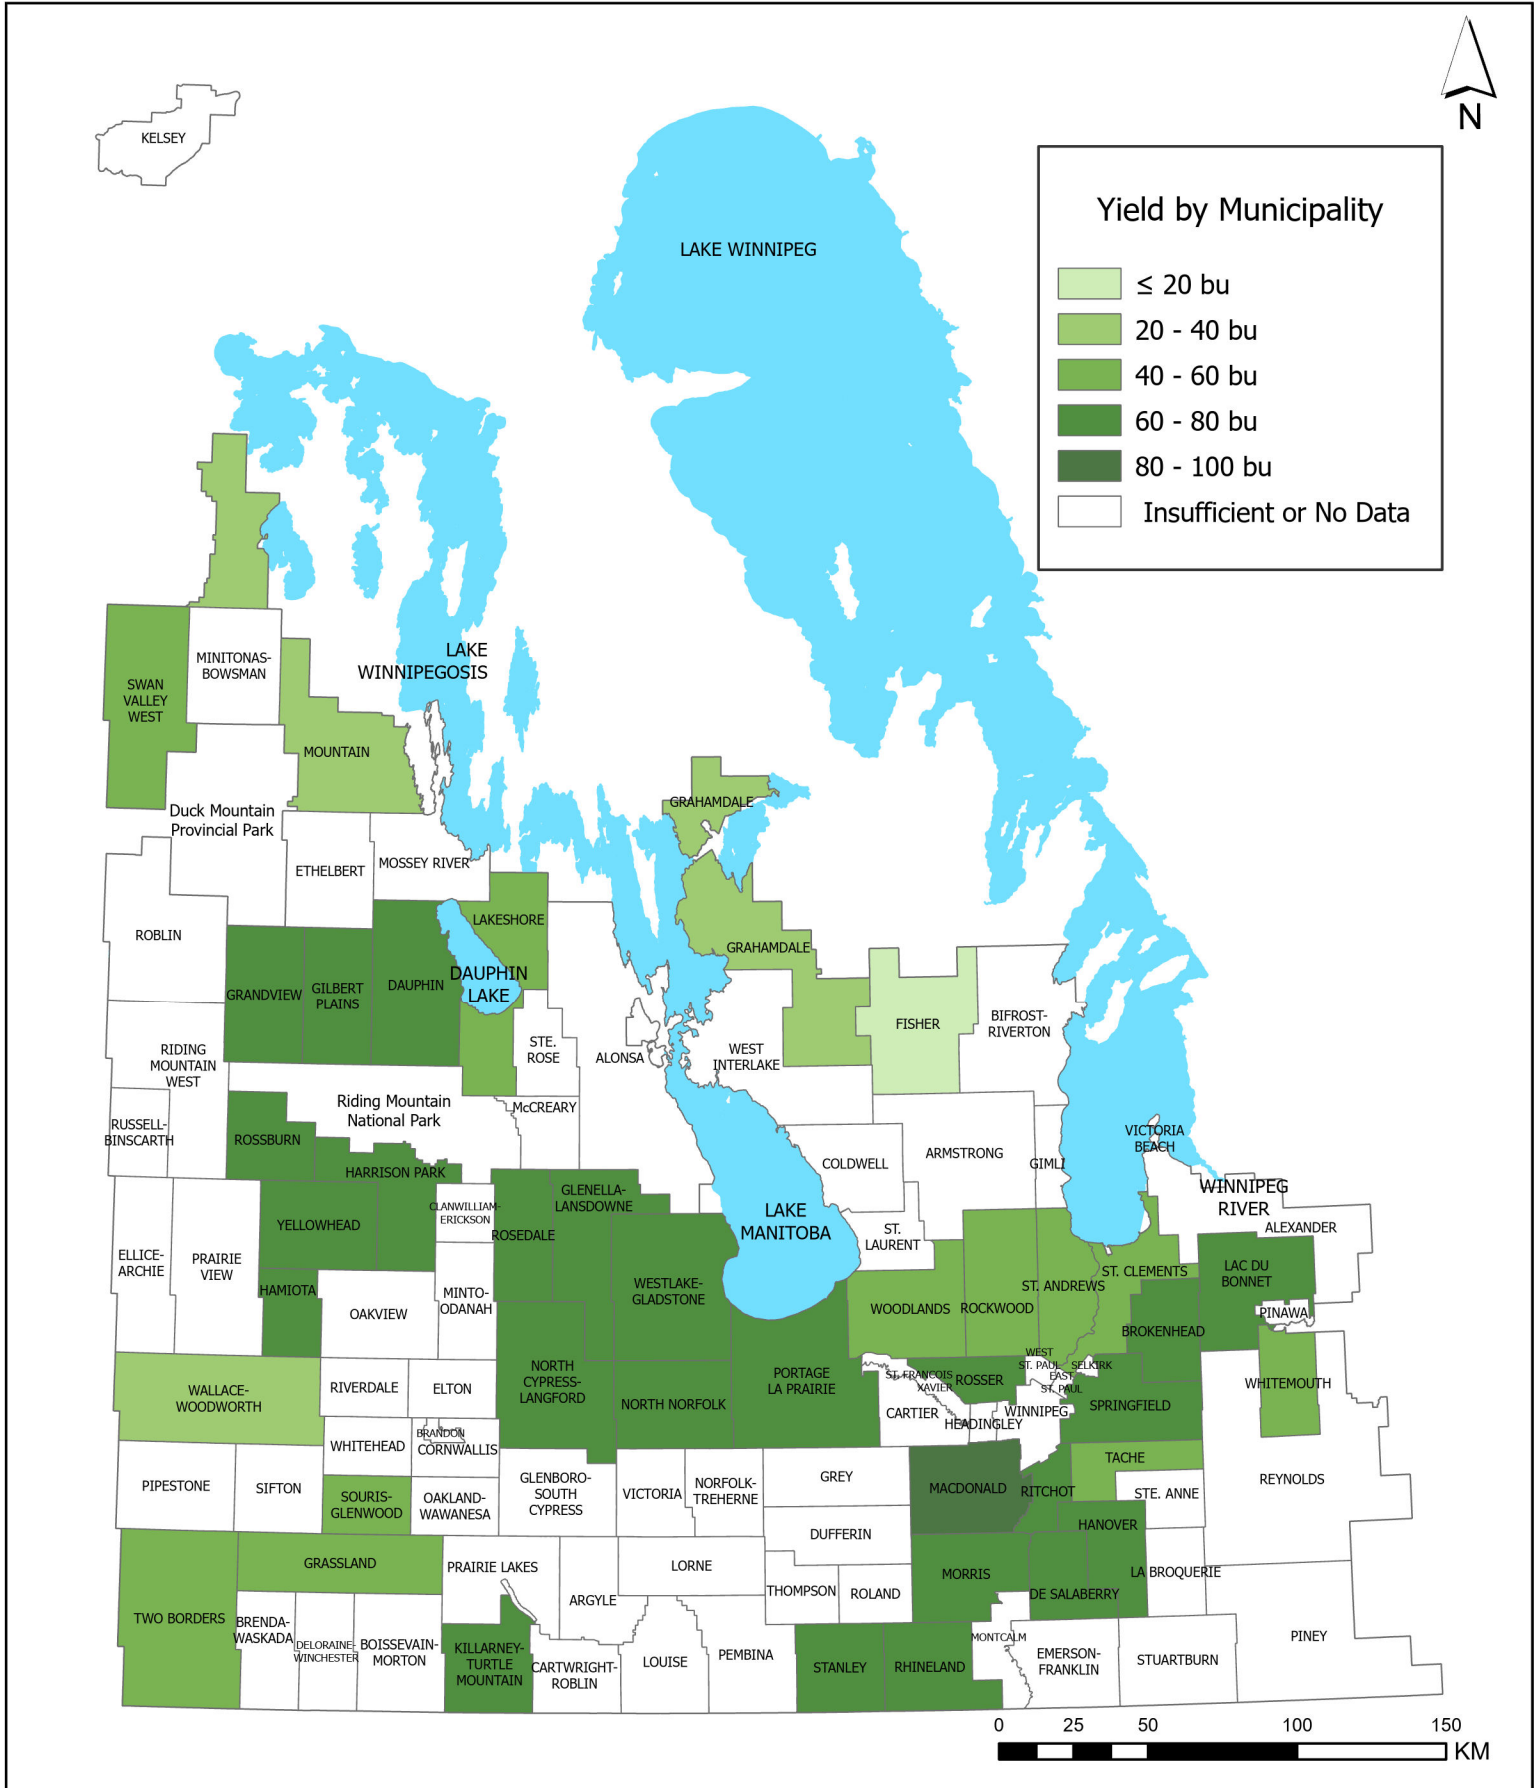 N
KELSEY
LAKE WINNIPEG
Yield by Municipality
≤ 20 bu
20 - 40 bu
40 - 60 bu
60 - 80 bu
80 - 100 bu
Insufficient or No Data
LAKE
WINNIPEGOSIS
MINITONAS-
BOWSMAN
SWAN
VALLEY
WEST
MOUNTAIN
Duck Mountain
Provincial Park
GRAHAMDALE
ETHELBERT
MOSSEY RIVER
ROBLIN
LAKESHORE
GRAHAMDALE
GRANDVIEW
GILBERT
PLAINS
DAUPHIN
DAUPHIN
LAKE
FISHER
BIFROST-
RIVERTON
STE.
ROSE
ALONSA
WEST
INTERLAKE
RIDING
MOUNTAIN
WEST
Riding Mountain
National Park
McCREARY
RUSSELL-
BINSCARTH
ROSSBURN
HARRISON PARK
VICTORIA
BEACH
COLDWELL
ARMSTRONG
GIMLI
WINNIPEG
RIVER
ALEXANDER
GLENELLA-
LANSDOWNE
CLANWILLIAM-
ERICKSON
YELLOWHEAD
ROSEDALE
LAKE
MANITOBA
ST.
LAURENT
ELLICE-
ARCHIE
PRAIRIE
VIEW
HAMIOTA
OAKVIEW
MINTO-
ODANAH
WESTLAKE-
GLADSTONE
WOODLANDS
ROCKWOOD
ST. ANDREWS
ST. CLEMENTS
LAC DU
BONNET
PINAWA
BROKENHEAD
WALLACE-
WOODWORTH
RIVERDALE
ELTON
NORTH
CYPRESS-
LANGFORD
NORTH NORFOLK
PORTAGE
LA PRAIRIE
ST. FRANCOIS
XAVIER
ROSSER
WEST
ST. PAUL
SELKIRK
EAST
ST. PAUL
WHITEMOUTH
CARTIER
HEADINGLEY
WINNIPEG
SPRINGFIELD
WHITEHEAD
BRANDON
CORNWALLIS
TACHE
PIPESTONE
SIFTON
SOURIS-
GLENWOOD
OAKLAND-
WAWANESA
GLENBORO-
SOUTH
CYPRESS
VICTORIA
NORFOLK-
TREHERNE
GREY
MACDONALD
RITCHOT
STE. ANNE
REYNOLDS
DUFFERIN
HANOVER
GRASSLAND
PRAIRIE LAKES
LORNE
MORRIS
LA BROQUERIE
TWO BORDERS
ARGYLE
THOMPSON
ROLAND
DE SALABERRY
BRENDA-
WASKADA
DELORAINE-
WINCHESTER
BOISSEVAIN-
MORTON
KILLARNEY-
TURTLE
MOUNTAIN
CARTWRIGHT-
ROBLIN
LOUISE
PEMBINA
STANLEY
RHINELAND
MONTCALM
EMERSON-
FRANKLIN
STUARTBURN
PINEY
0 25 50 100 150
KM